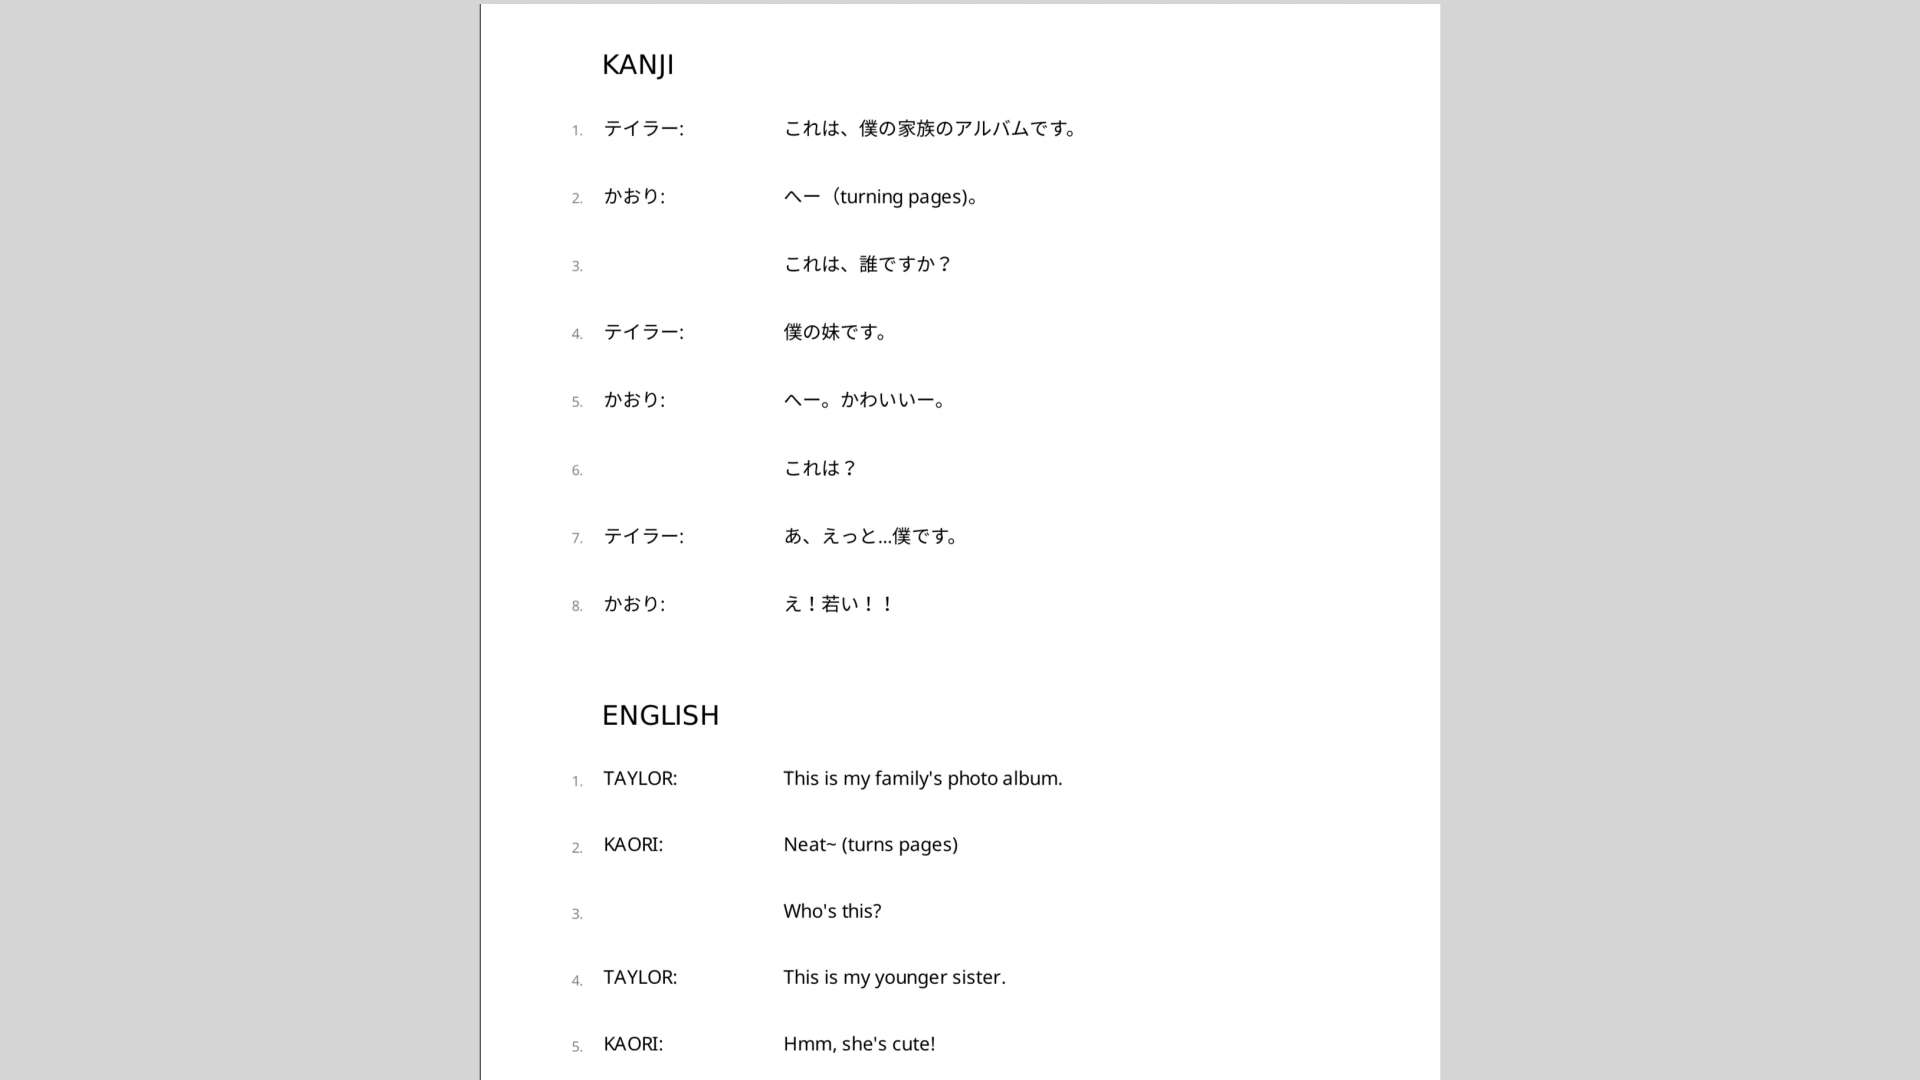 KANJI
1. テイラー: これは、僕の家族のアルバムです。
2. かおり: へー（turning pages)。
3. これは、誰ですか？
4. テイラー: 僕の妹です。
5. かおり: へー。かわいいー。
6. これは？
7. テイラー: あ、えっと...僕です。
8. かおり: え！若い！！
ENGLISH
1. TAYLOR: This is my family's photo album.
2. KAORI: Neat~ (turns pages)
3. Who's this?
4. TAYLOR: This is my younger sister.
5. KAORI: Hmm, she's cute!